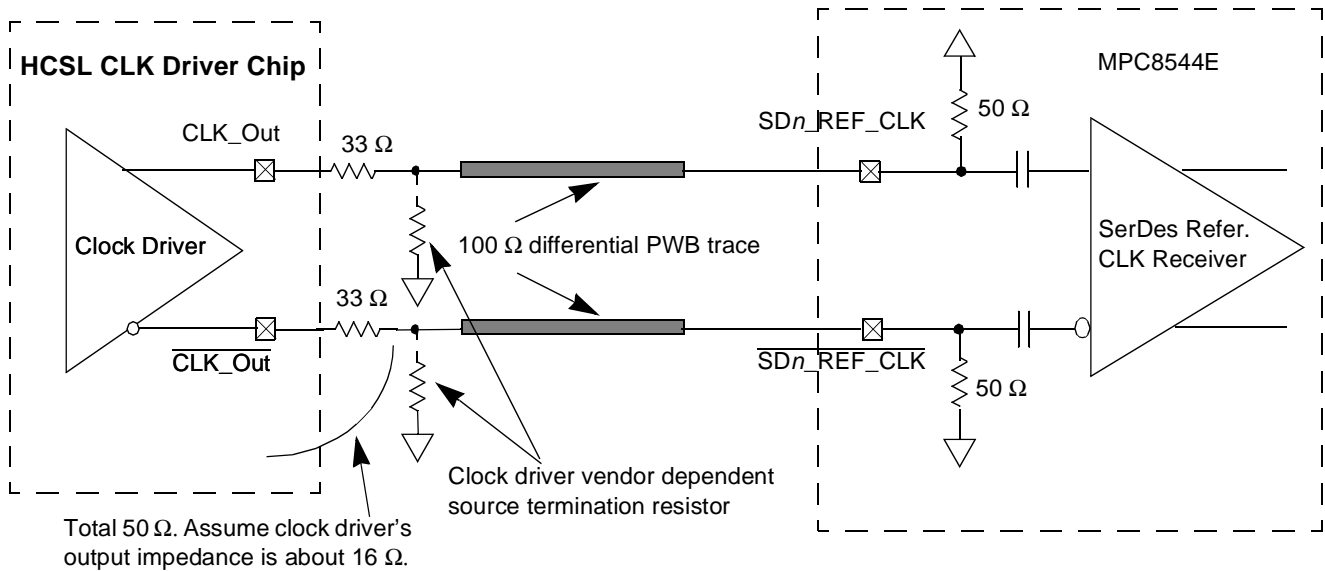 HCSL CLK Driver Chip
MPC8544E
CLK_Out
SDn_REF_CLK
50 Ω
33 Ω
Clock Driver
100 Ω differential PWB trace
SerDes Refer.
CLK Receiver
33 Ω
CLK_Out
SDn_REF_CLK
50 Ω
Clock driver vendor dependent
source termination resistor
Total 50 Ω. Assume clock driver's
output impedance is about 16 Ω.